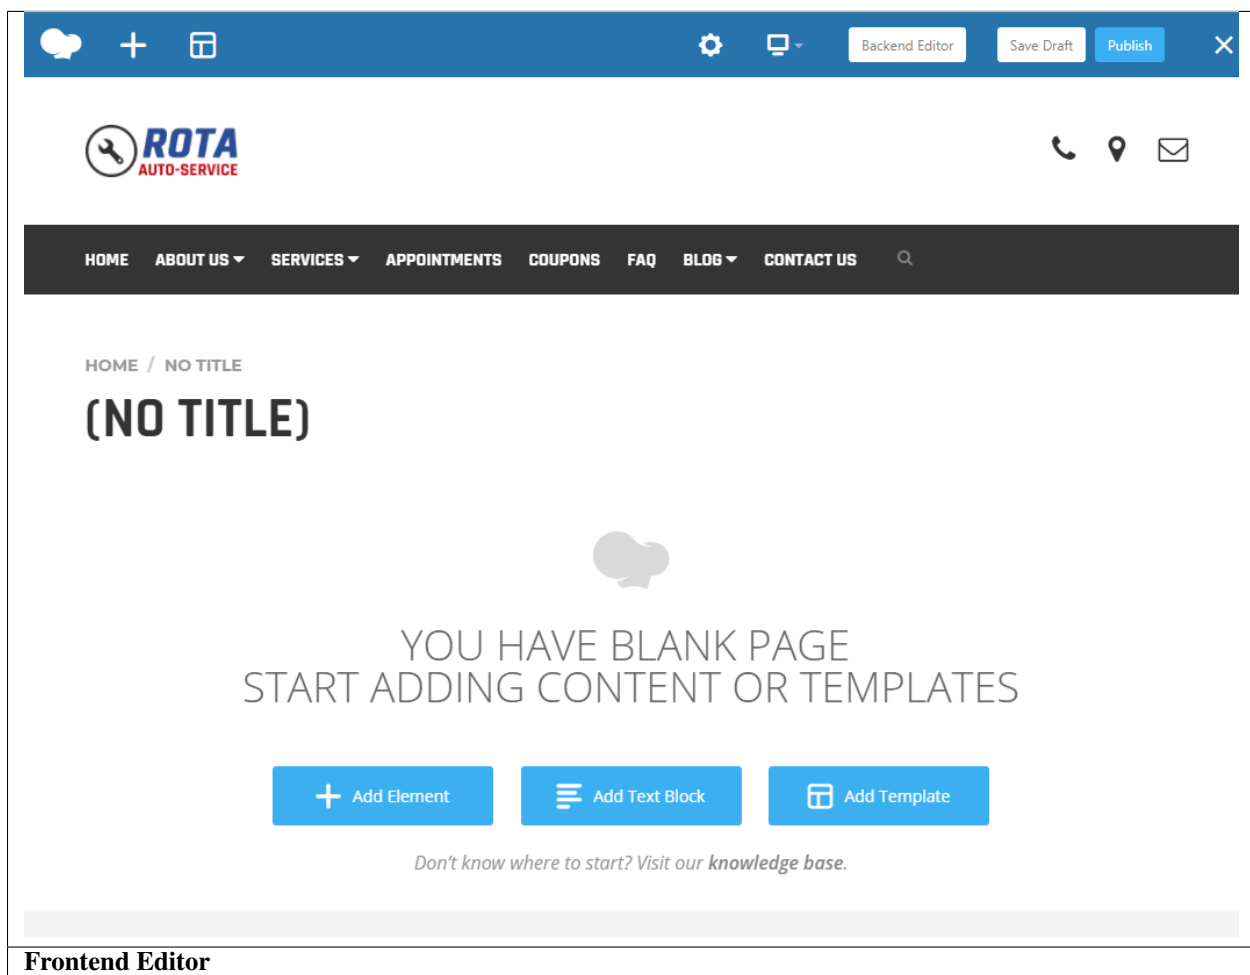 Backend Editor Save Draft Publish
ROTA
AUTO-SERVICE
HOME ABOUT US SERVICES APPOINTMENTS COUPONS FAQ BLOG CONTACT US
HOME / NO TITLE
(NO TITLE)
YOU HAVE BLANK PAGE
START ADDING CONTENT OR TEMPLATES
Add Element Add Text Block Add Template
Don't know where to start? Visit our knowledge base.
Frontend Editor